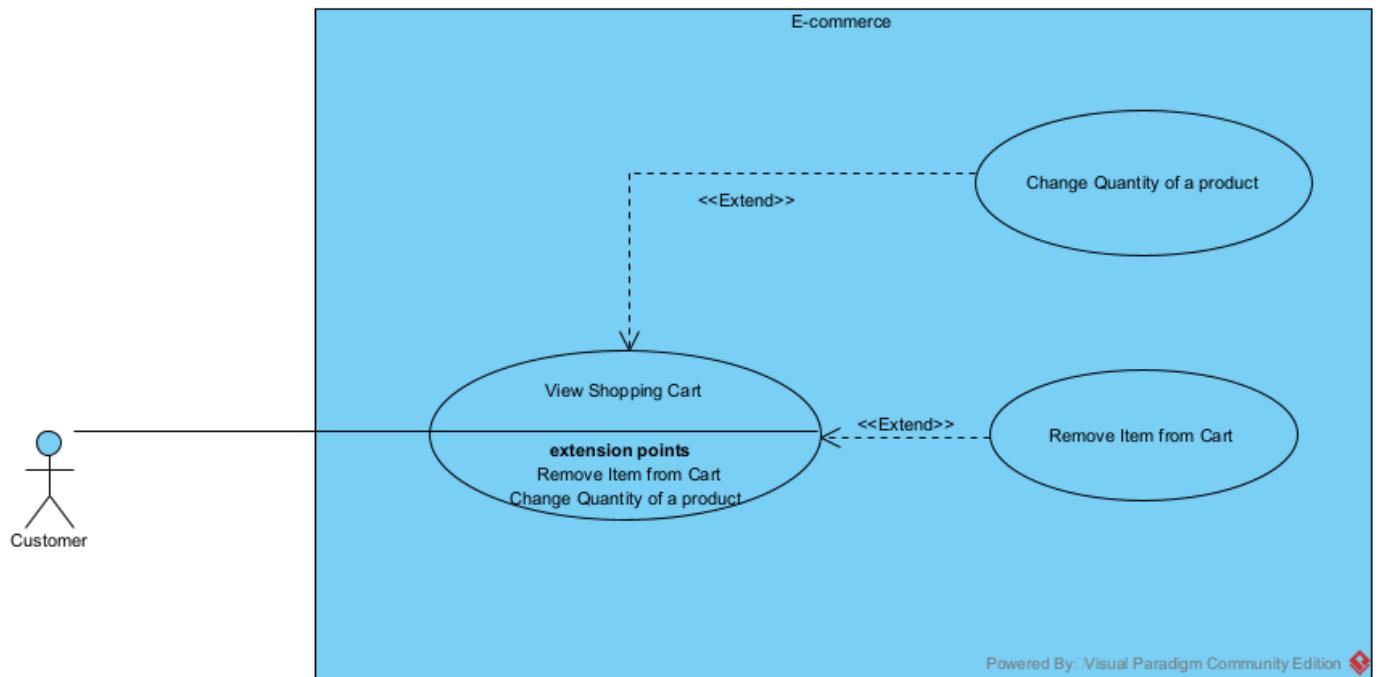 E-commerce
Change Quantity of a product
<<Extend>>
View Shopping Cart
<<Extend>>
extension points
Remove Item from Cart
Remove Item from Cart
Change Quantity of a product
Customer
Powered By Visual Paradigm Community Edition